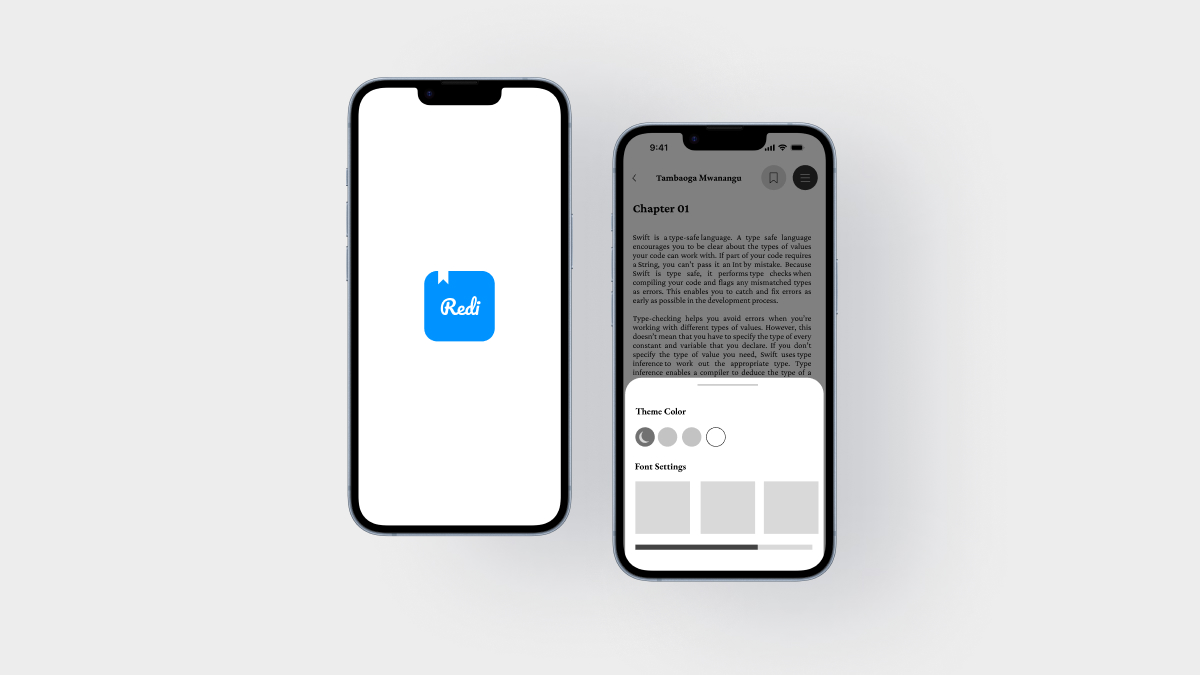 Redi
9:41
Tambaoga Mwanangu
Chapter 01
Swift is a type-safe language. A type safe language
encourages you to be clear about the types of values
your code can work with. If part of your code requires
a String, you can't pass it an Int by mistake. Because
Swift is type safe, it performs type checks when
compiling your code and flags any mismatched types
as errors. This enables you to catch and fix errors as
early as possible in the development process.
Type-checking helps you avoid errors when you're
working with different types of values. However, this
doesn't mean that you have to specify the type of every
constant and variable that you declare. If you don't
specify the type of value you need, Swift uses type
inference to work out the appropriate type. Type
inference enables a compiler to deduce the type of a
Theme Color
Font Settings